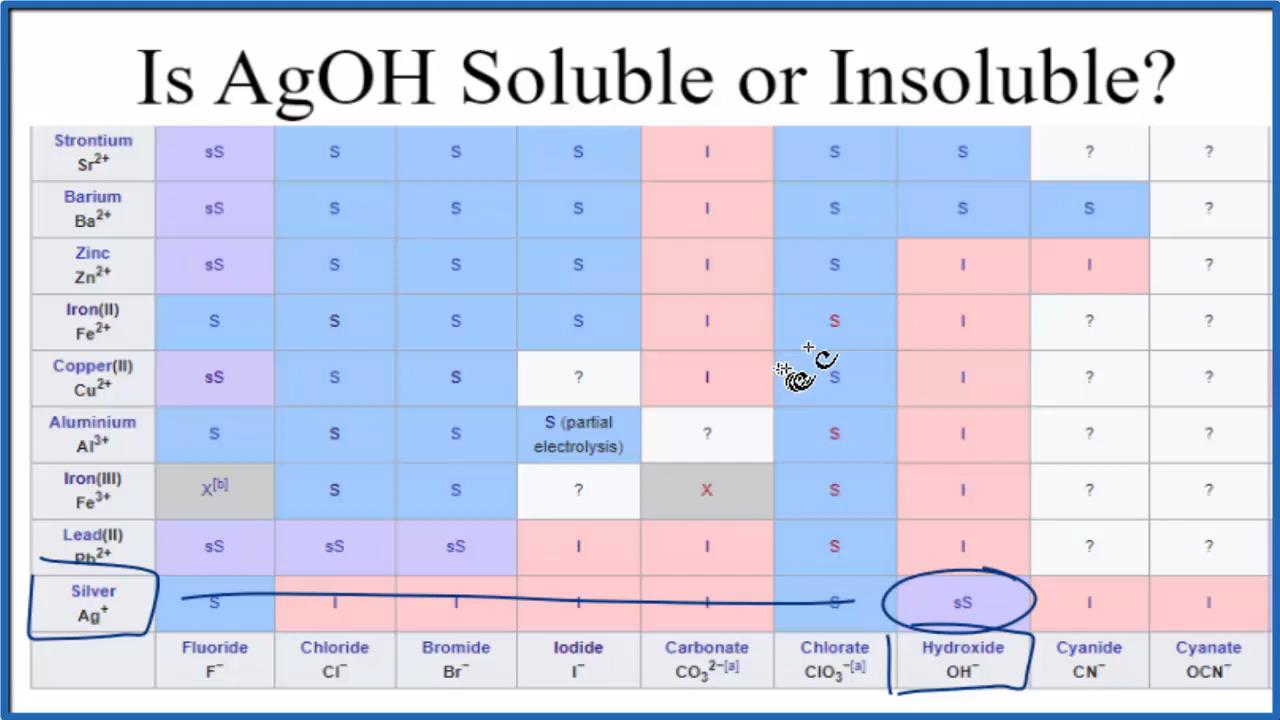 Is AgOH Soluble or Insoluble?
Strontium Sr2+ sS S S S I S S ? ?
Barium Ba2+ sS S S S I S S S ?
Zinc Zn2+ sS S S S I S I I ?
Iron(II) Fe2+ S S S S I S I ? ?
Copper(II) Cu2+ sS S S ? I S I ? ?
Aluminium Al3+ S S S S (partial electrolysis) ? S I ? ?
Iron(III) Fe3+ X[b] S S ? X S I ? ?
Lead(II) Pb2+ sS sS sS I I S I ? ?
Silver Ag+ S I I I I S sS I I
Fluoride F− Chloride Cl− Bromide Br− Iodide I− Carbonate CO32−[a] Chlorate ClO3−[a] Hydroxide OH− Cyanide CN− Cyanate OCN−